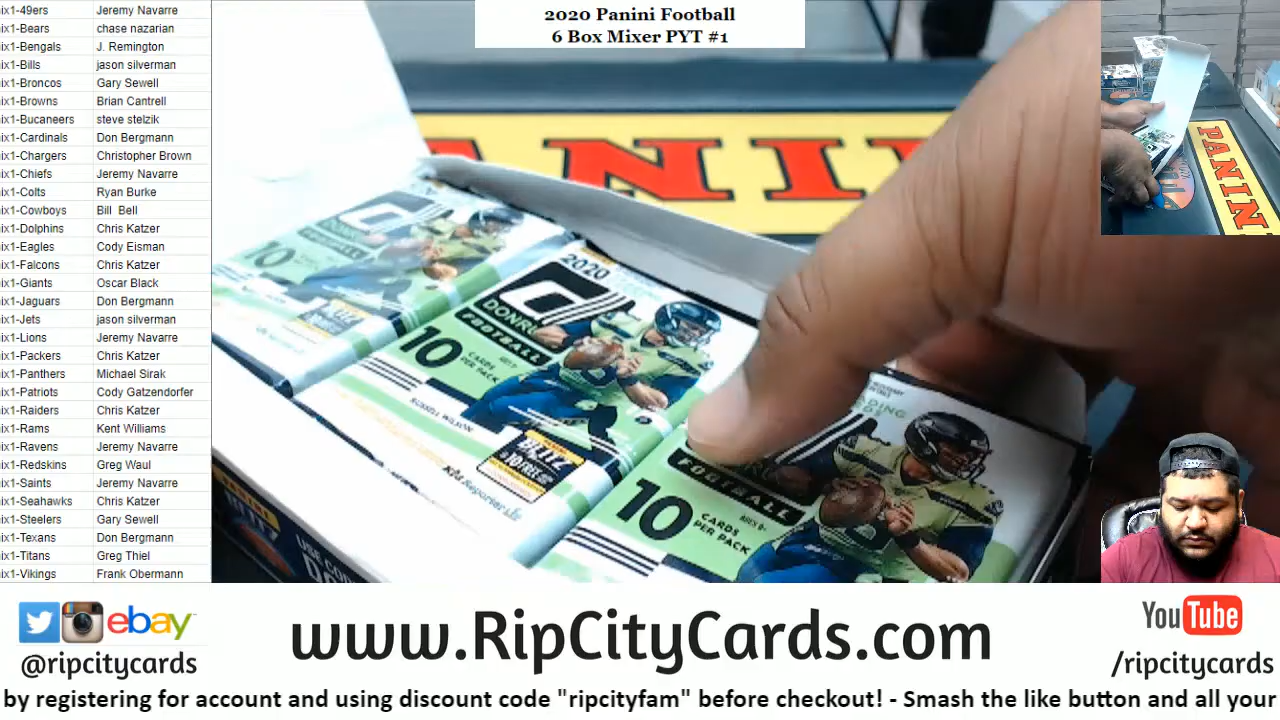 2020 Panini Football
6 Box Mixer PYT #1
ix1-49ers Jeremy Navarre
ix1-Bears chase nazarian
ix1-Bengals J. Remington
ix1-Bills jason silverman
ix1-Broncos Gary Sewell
ix1-Browns Brian Cantrell
ix1-Bucaneers steve stelzik
ix1-Cardinals Don Bergmann
ix1-Chargers Christopher Brown
ix1-Chiefs Jeremy Navarre
ix1-Colts Ryan Burke
ix1-Cowboys Bill Bell
ix1-Dolphins Chris Katzer
ix1-Eagles Cody Eisman
ix1-Falcons Chris Katzer
ix1-Giants Oscar Black
ix1-Jaguars Don Bergmann
ix1-Jets jason silverman
ix1-Lions Jeremy Navarre
ix1-Packers Chris Katzer
ix1-Panthers Michael Sirak
ix1-Patriots Cody Gatzendorfer
ix1-Raiders Chris Katzer
ix1-Rams Kent Williams
ix1-Ravens Jeremy Navarre
ix1-Redskins Greg Waul
ix1-Saints Jeremy Navarre
ix1-Seahawks Chris Katzer
ix1-Steelers Gary Sewell
ix1-Texans Don Bergmann
ix1-Titans Greg Thiel
ix1-Vikings Frank Obermann
ANINI
PANIN
2020
DONRU
FOOTBALL
10
CARDS
PER PACK
RUSSELL WILSON
FOOTBALL
10
CARDS
PER PACK
10
ebay
@ripcitycards
www.RipCityCards.com
YouTube
/ripcitycards
by registering for account and using discount code "ripcityfam" before checkout! - Smash the like button and all your